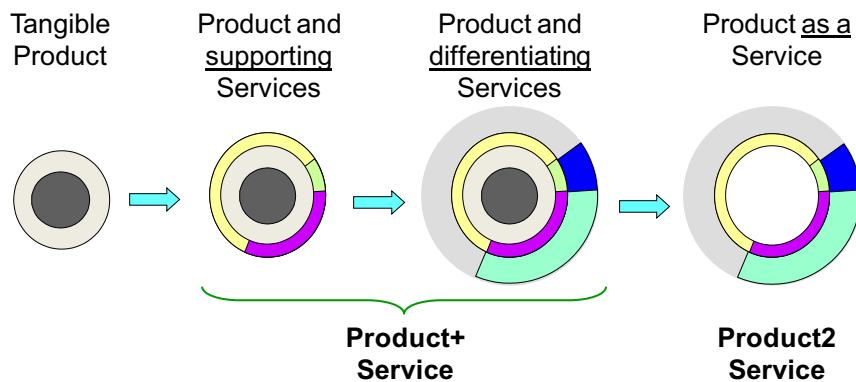 Tangible
Product
Product and
supporting
Services
Product and
differentiating
Services
Product as a
Service
Product+
Service
Product2
Service